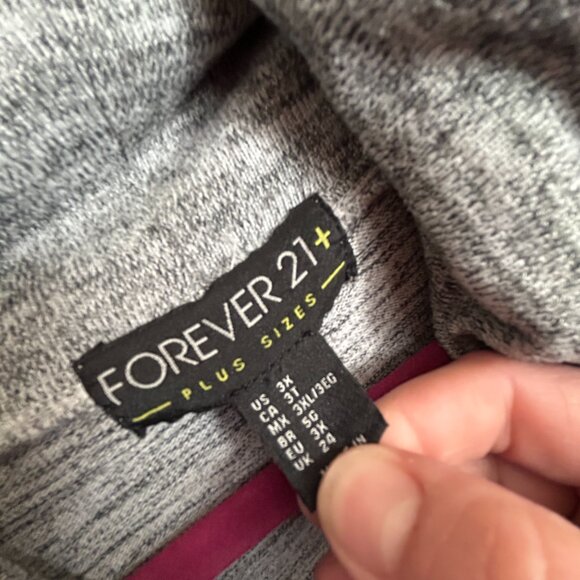 FOREVER 21+
PLUS SIZES
US 3X
CA 3T
MX 3XL/3EG
BR 5G
EU 3X
UK 24